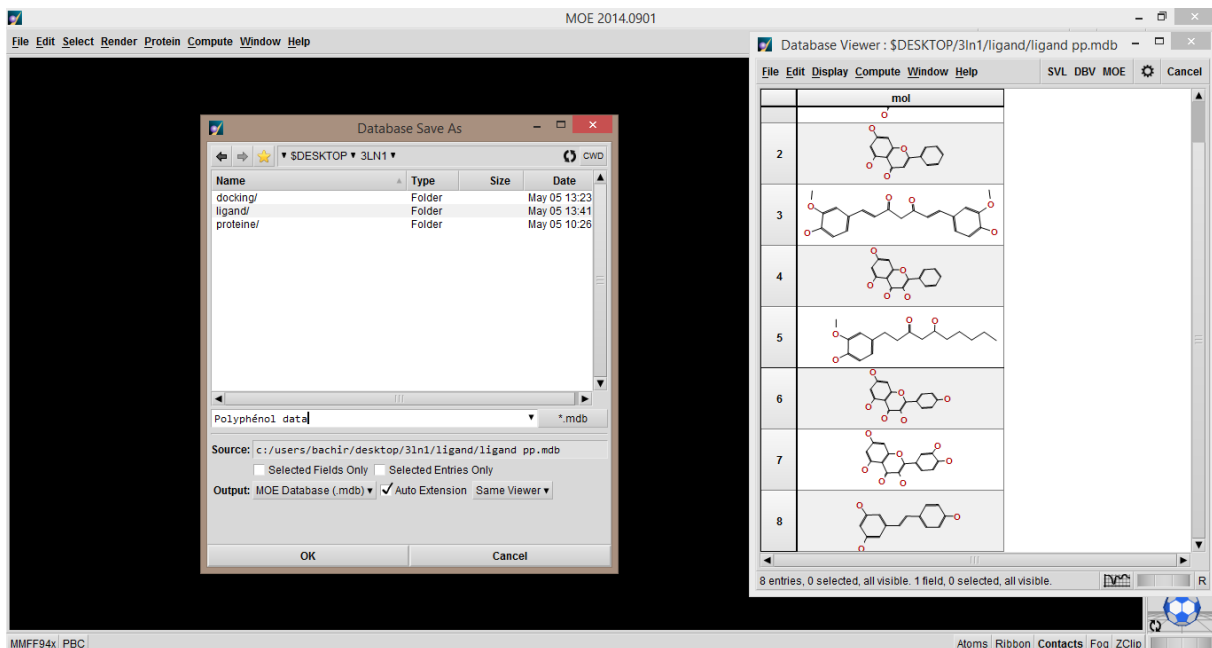 MOE 2014.0901
File Edit Select Render Protein Compute Window Help
Database Save As
$DESKTOP ▾ 3LN1 ▾ CWD
Name Type Size Date
docking/ Folder May 05 13:23
ligand/ Folder May 05 13:41
proteine/ Folder May 05 10:26
Polyphénol data *.mdb
Source: c:/users/bachir/desktop/3ln1/ligand/ligand pp.mdb
Selected Fields Only Selected Entries Only
Output: MOE Database (.mdb) ▾ Auto Extension Same Viewer ▾
OK Cancel
Database Viewer : $DESKTOP/3ln1/ligand/ligand pp.mdb
File Edit Display Compute Window Help SVL DBV MOE Cancel
mol
O
2 O O O O
3 O O O O O O
4 O O O O O
5 O O O O
6 O O O O O O
7 O O O O O O O
8 O O O
8 entries, 0 selected, all visible. 1 field, 0 selected, all visible. R
MMFF94x PBC Atoms Ribbon Contacts Fog ZClip